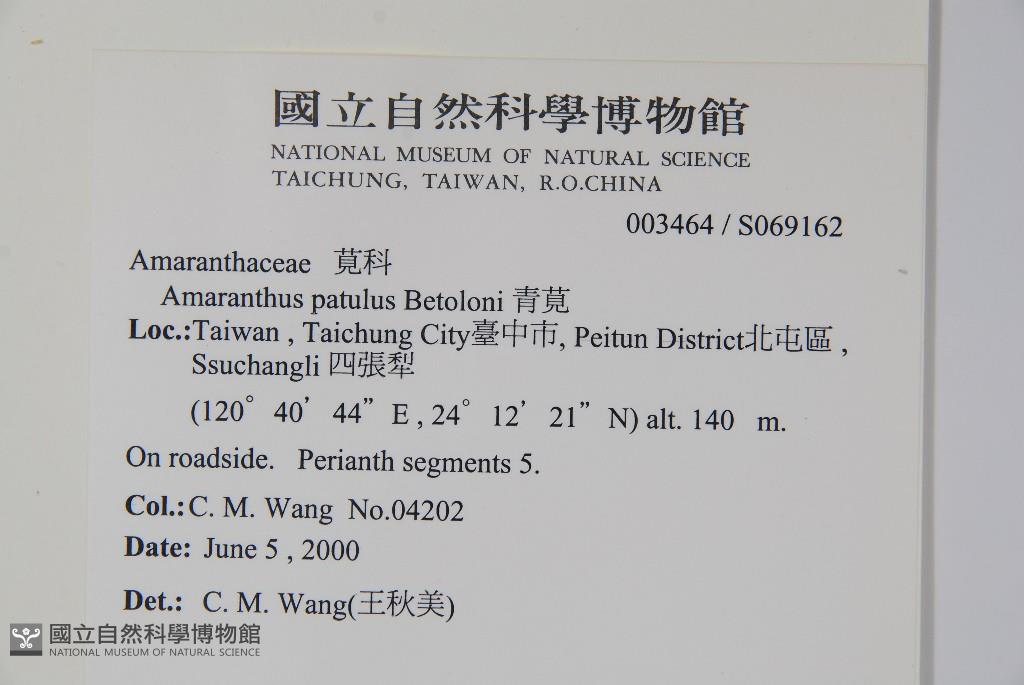 國立自然科學博物館
NATIONAL MUSEUM OF NATURAL SCIENCE
TAICHUNG, TAIWAN, R.O.CHINA
003464 / S069162
Amaranthaceae 莧科
Amaranthus patulus Betoloni 青莧
Loc.:Taiwan , Taichung City臺中市, Peitun District北屯區 ,
Ssuchangli 四張犁
(120° 40’ 44” E , 24° 12’ 21” N) alt. 140 m.
On roadside. Perianth segments 5.
Col.: C. M. Wang No.04202
Date: June 5 , 2000
Det.: C. M. Wang(王秋美)
國立自然科學博物館
NATIONAL MUSEUM OF NATURAL SCIENCE